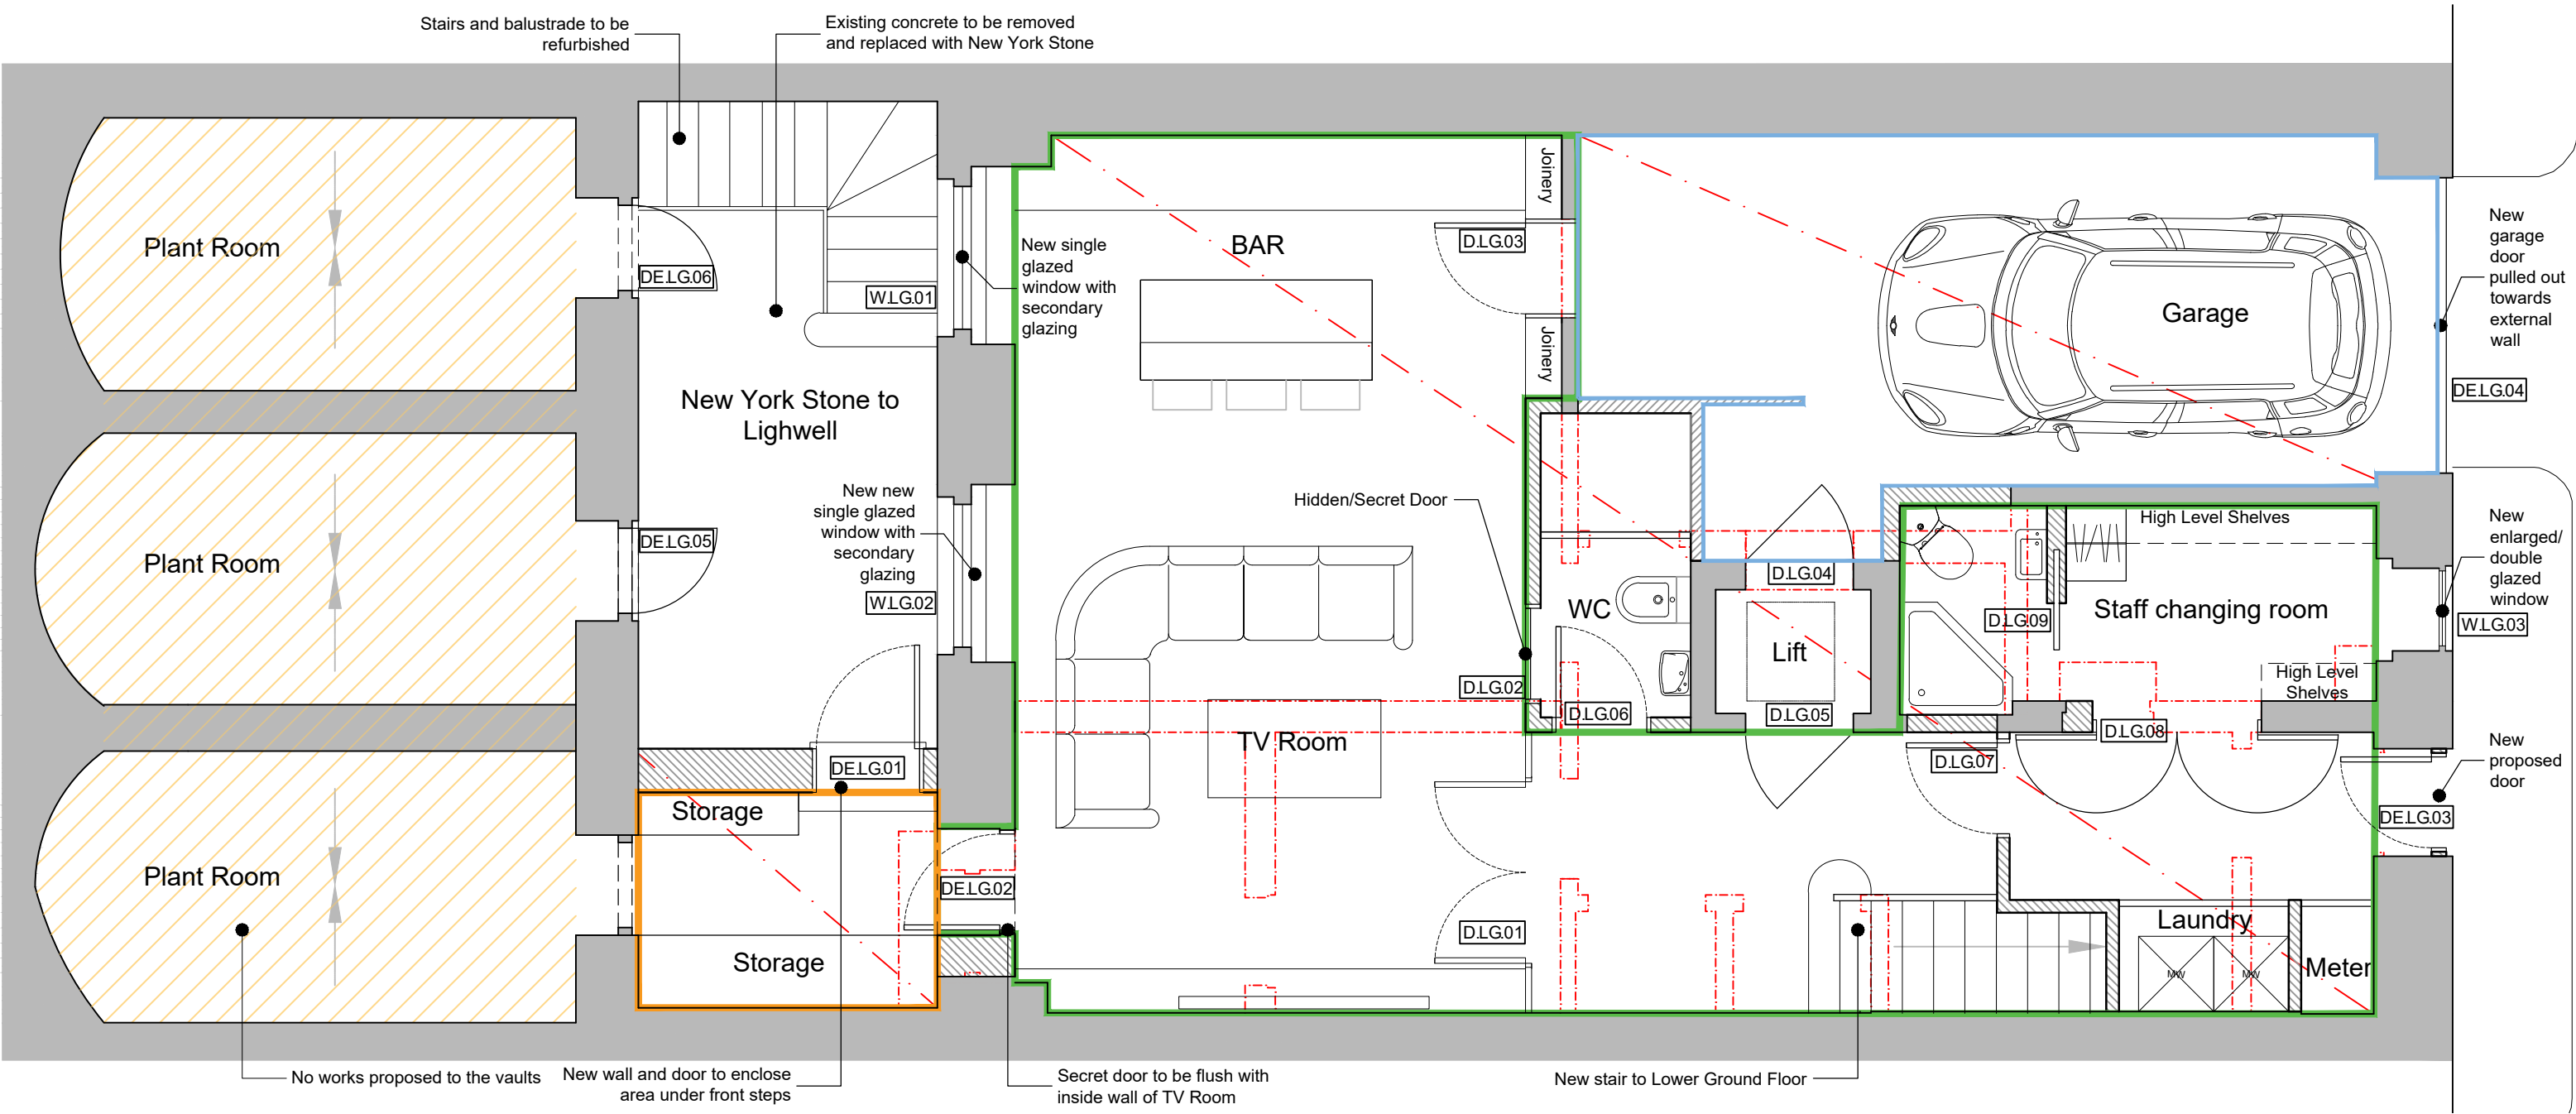 Stairs and balustrade to be
refurbished
Existing concrete to be removed
and replaced with New York Stone
Plant Room
DE.LG.06
W.LG.01
New single
glazed
window with
secondary
glazing
BAR
Joinery
D.LG.03
Joinery
Garage
New
garage
door
pulled out
towards
external
wall
DE.LG.04
New York Stone to
Lighwell
Plant Room
DE.LG.05
New new
single glazed
window with
secondary
glazing
W.LG.02
Hidden/Secret Door
WC
D.LG.02
D.LG.06
D.LG.04
Lift
D.LG.05
High Level Shelves
D.LG.09
Staff changing room
High Level
Shelves
New
enlarged/
double
glazed
window
W.LG.03
TV Room
D.LG.07
D.LG.08
New
proposed
door
DE.LG.03
DE.LG.01
Storage
Plant Room
DE.LG.02
D.LG.01
Storage
Laundry
MW
MW
Meter
No works proposed to the vaults
New wall and door to enclose
area under front steps
Secret door to be flush with
inside wall of TV Room
New stair to Lower Ground Floor